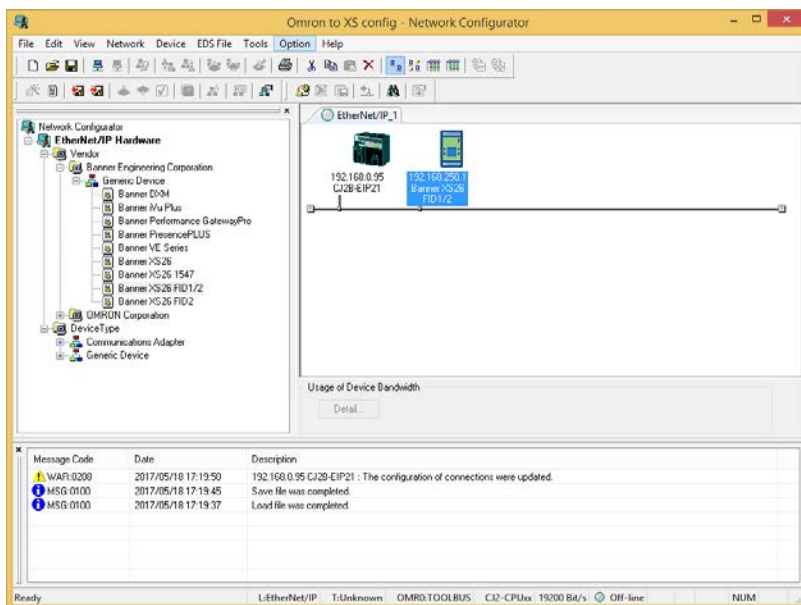 Omron to XS config - Network Configurator
File Edit View Network Device EDS File Tools Option Help
Network Configurator
EtherNet/IP Hardware
Vendor
Banner Engineering Corporation
Generic Device
Banner DXM
Banner iVu Plus
Banner Performance GatewayPro
Banner PresencePLUS
Banner VE Series
Banner XS26
Banner XS26 1547
Banner XS26 FID1/2
Banner XS26 FID2
OMRON Corporation
DeviceType
Communications Adapter
Generic Device
EtherNet/IP_1
192.168.0.95
CJ2B-EIP21
192.168.250.1
Banner XS26
FID1/2
Usage of Device Bandwidth
Detail...
Message Code Date Description
WAR:0208 2017/05/18 17:19:50 192.168.0.95 CJ2B-EIP21 : The configuration of connections were updated.
MSG:0100 2017/05/18 17:19:45 Save file was completed.
MSG:0100 2017/05/18 17:19:37 Load file was completed.
Ready L:EtherNet/IP T:Unknown OMR0:TOOLBUS CJ2-CPUxx 19200 Bit/s Off-line NUM